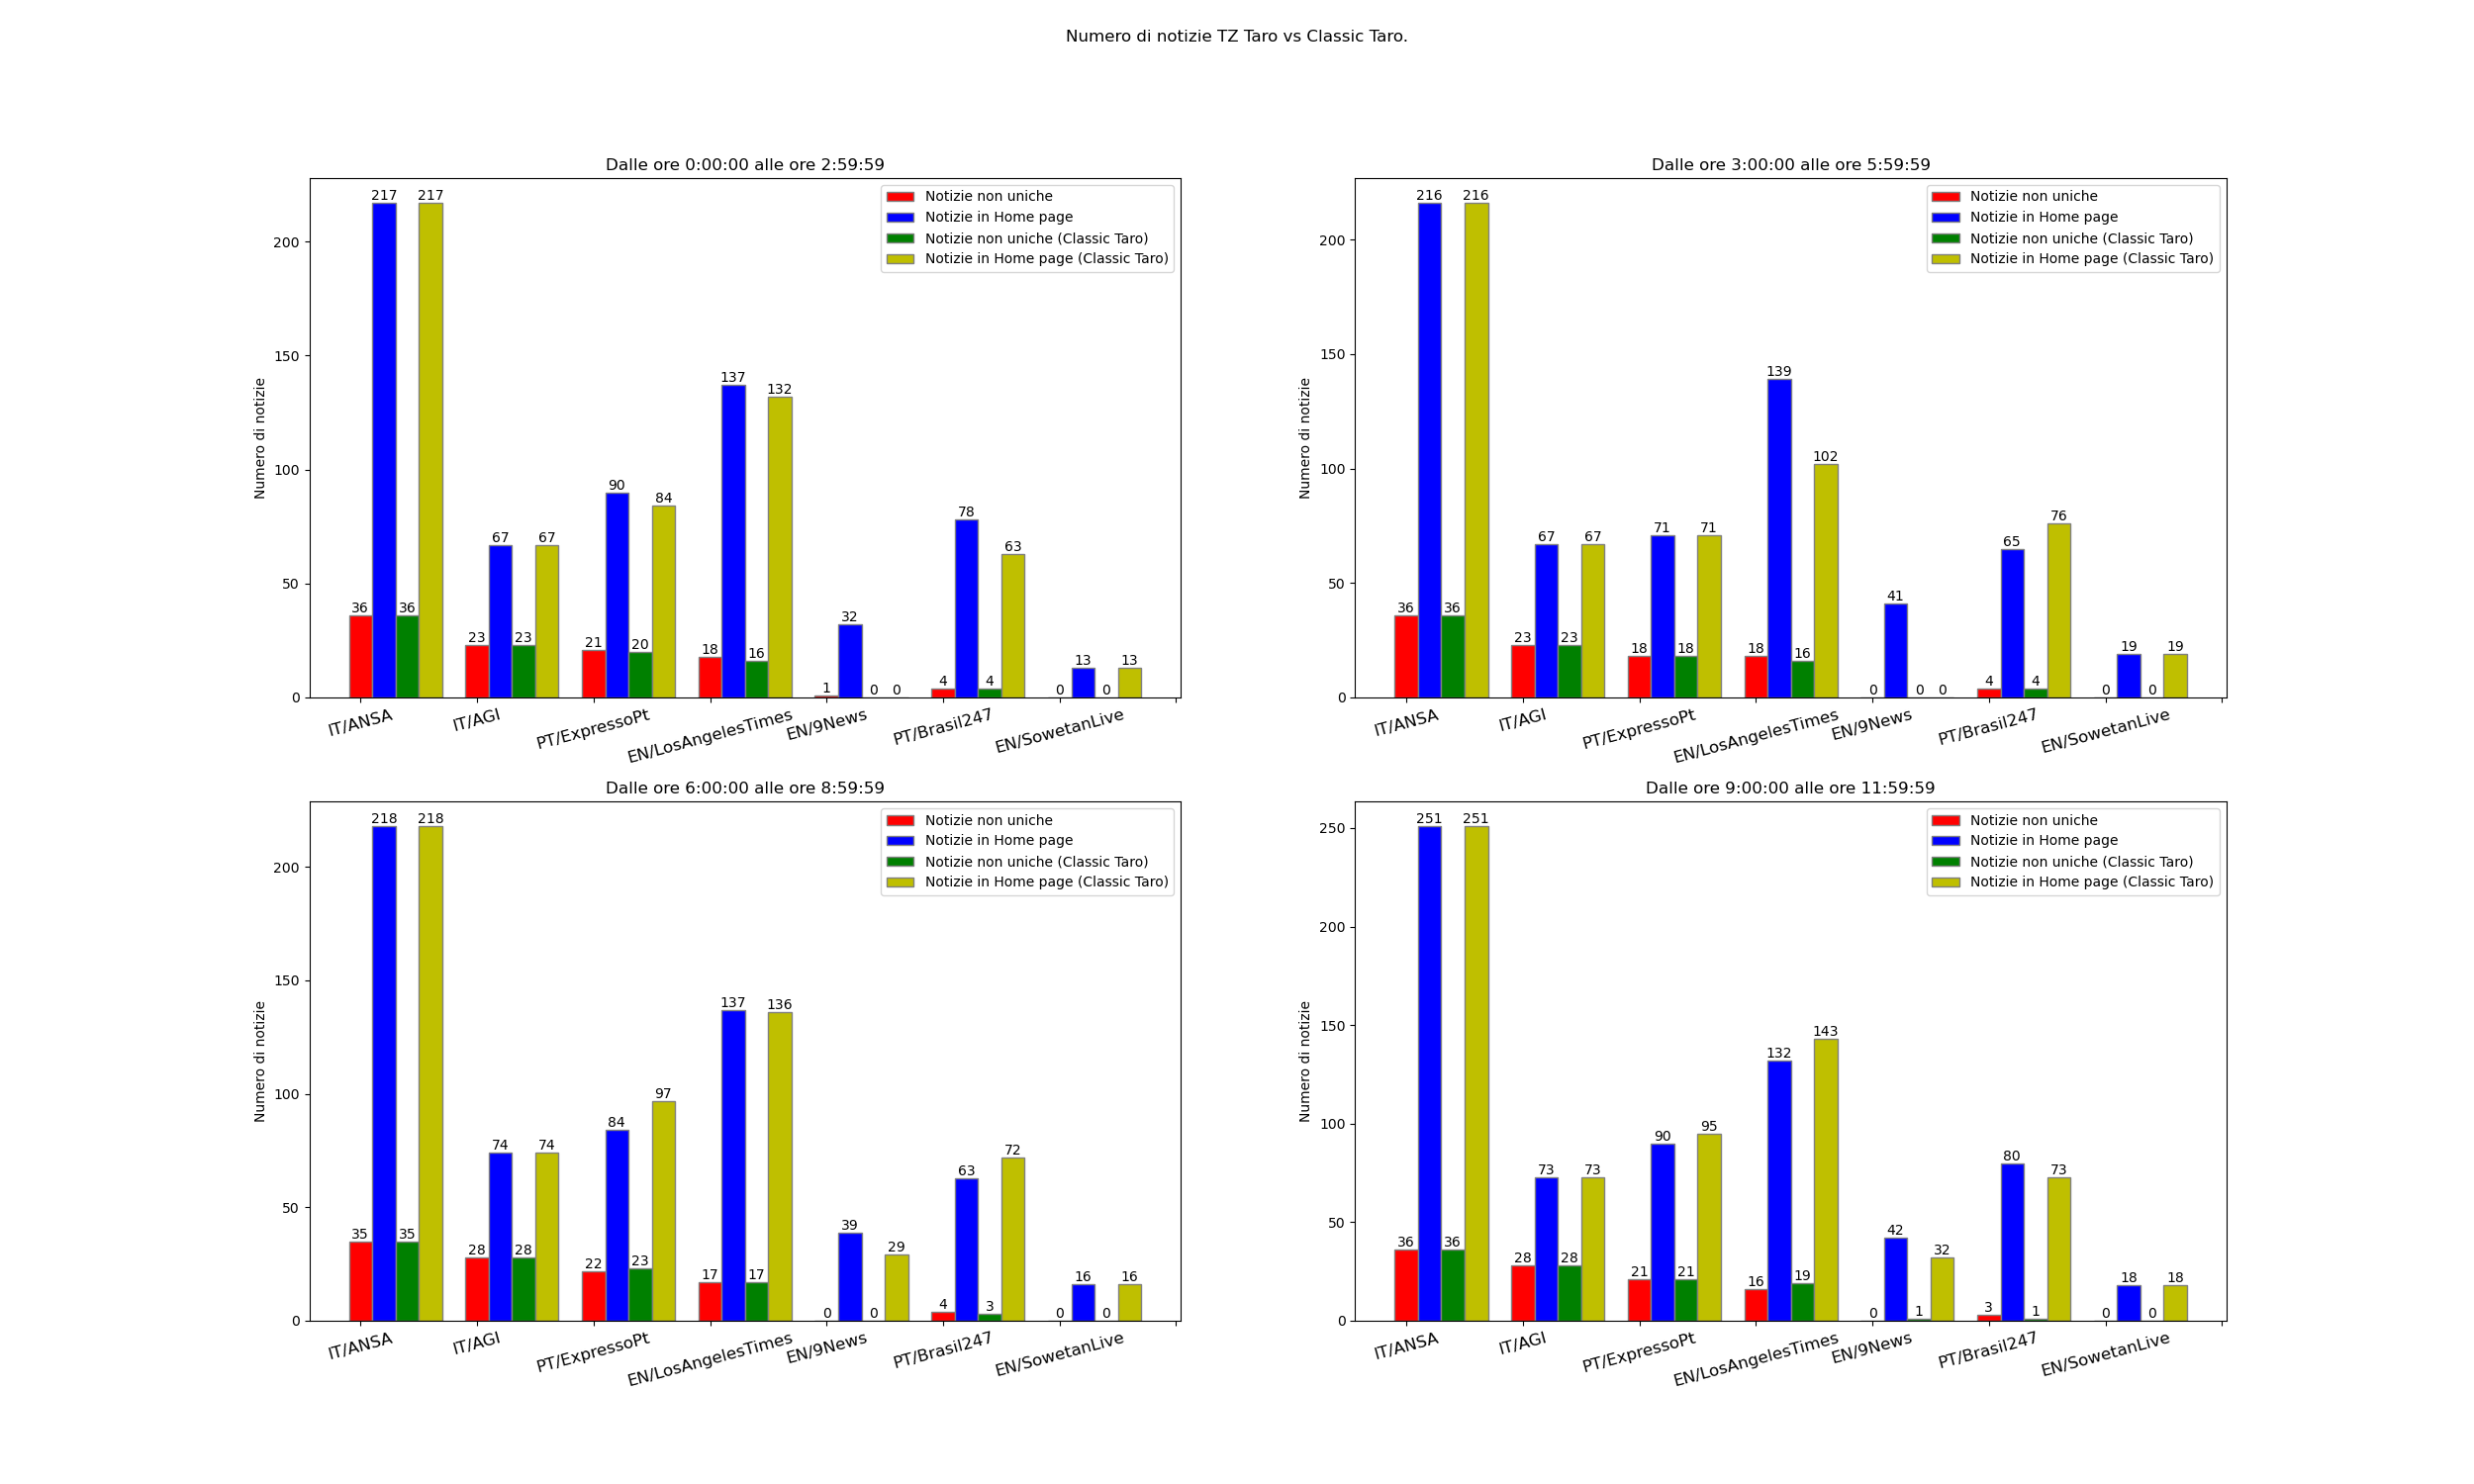 Numero di notizie TZ Taro vs Classic Taro.
Dalle ore 0:00:00 alle ore 2:59:59
Numero di notizie
200
150
100
50
0
217 217
36 36
67 67
23 23
90 84
21 20
137 132
18 16
1 32 0 0
4 78 4 63
0 13 0 13
IT/ANSA IT/AGI PT/ExpressoPt EN/LosAngelesTimes EN/9News PT/Brasil247 EN/SowetanLive
Notizie non uniche
Notizie in Home page
Notizie non uniche (Classic Taro)
Notizie in Home page (Classic Taro)
Dalle ore 3:00:00 alle ore 5:59:59
Numero di notizie
200
150
100
50
0
216 216
36 36
67 67
23 23
71 71
18 18
139 102
18 16
0 41 0 0
4 65 4 76
0 19 0 19
IT/ANSA IT/AGI PT/ExpressoPt EN/LosAngelesTimes EN/9News PT/Brasil247 EN/SowetanLive
Notizie non uniche
Notizie in Home page
Notizie non uniche (Classic Taro)
Notizie in Home page (Classic Taro)
Dalle ore 6:00:00 alle ore 8:59:59
Numero di notizie
200
150
100
50
0
218 218
35 35
74 74
28 28
84 97
22 23
137 136
17 17
0 39 0 29
4 63 3 72
0 16 0 16
IT/ANSA IT/AGI PT/ExpressoPt EN/LosAngelesTimes EN/9News PT/Brasil247 EN/SowetanLive
Notizie non uniche
Notizie in Home page
Notizie non uniche (Classic Taro)
Notizie in Home page (Classic Taro)
Dalle ore 9:00:00 alle ore 11:59:59
Numero di notizie
250
200
150
100
50
0
251 251
36 36
73 73
28 28
90 95
21 21
132 143
16 19
0 42 1 32
3 80 1 73
0 18 0 18
IT/ANSA IT/AGI PT/ExpressoPt EN/LosAngelesTimes EN/9News PT/Brasil247 EN/SowetanLive
Notizie non uniche
Notizie in Home page
Notizie non uniche (Classic Taro)
Notizie in Home page (Classic Taro)